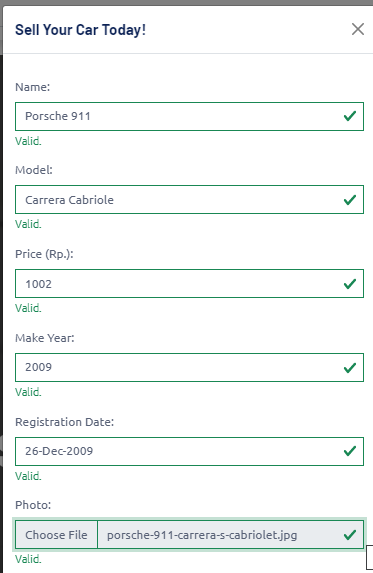 Sell Your Car Today!
Name:
Porsche 911
Valid.
Model:
Carrera Cabriole
Valid.
Price (Rp.):
1002
Valid.
Make Year:
2009
Valid.
Registration Date:
26-Dec-2009
Valid.
Photo:
Choose File porsche-911-carrera-s-cabriolet.jpg
Valid.